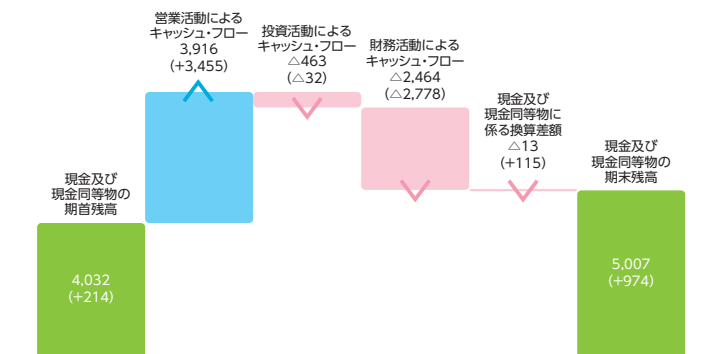 営業活動による
キャッシュ・フロー
3,916
(+3,455)
投資活動による
キャッシュ・フロー
△463
(△32)
財務活動による
キャッシュ・フロー
△2,464
(△2,778)
現金及び
現金同等物に
係る換算差額
△13
(+115)
現金及び
現金同等物の
期末残高
現金及び
現金同等物の
期首残高
4,032
(+214)
5,007
(+974)